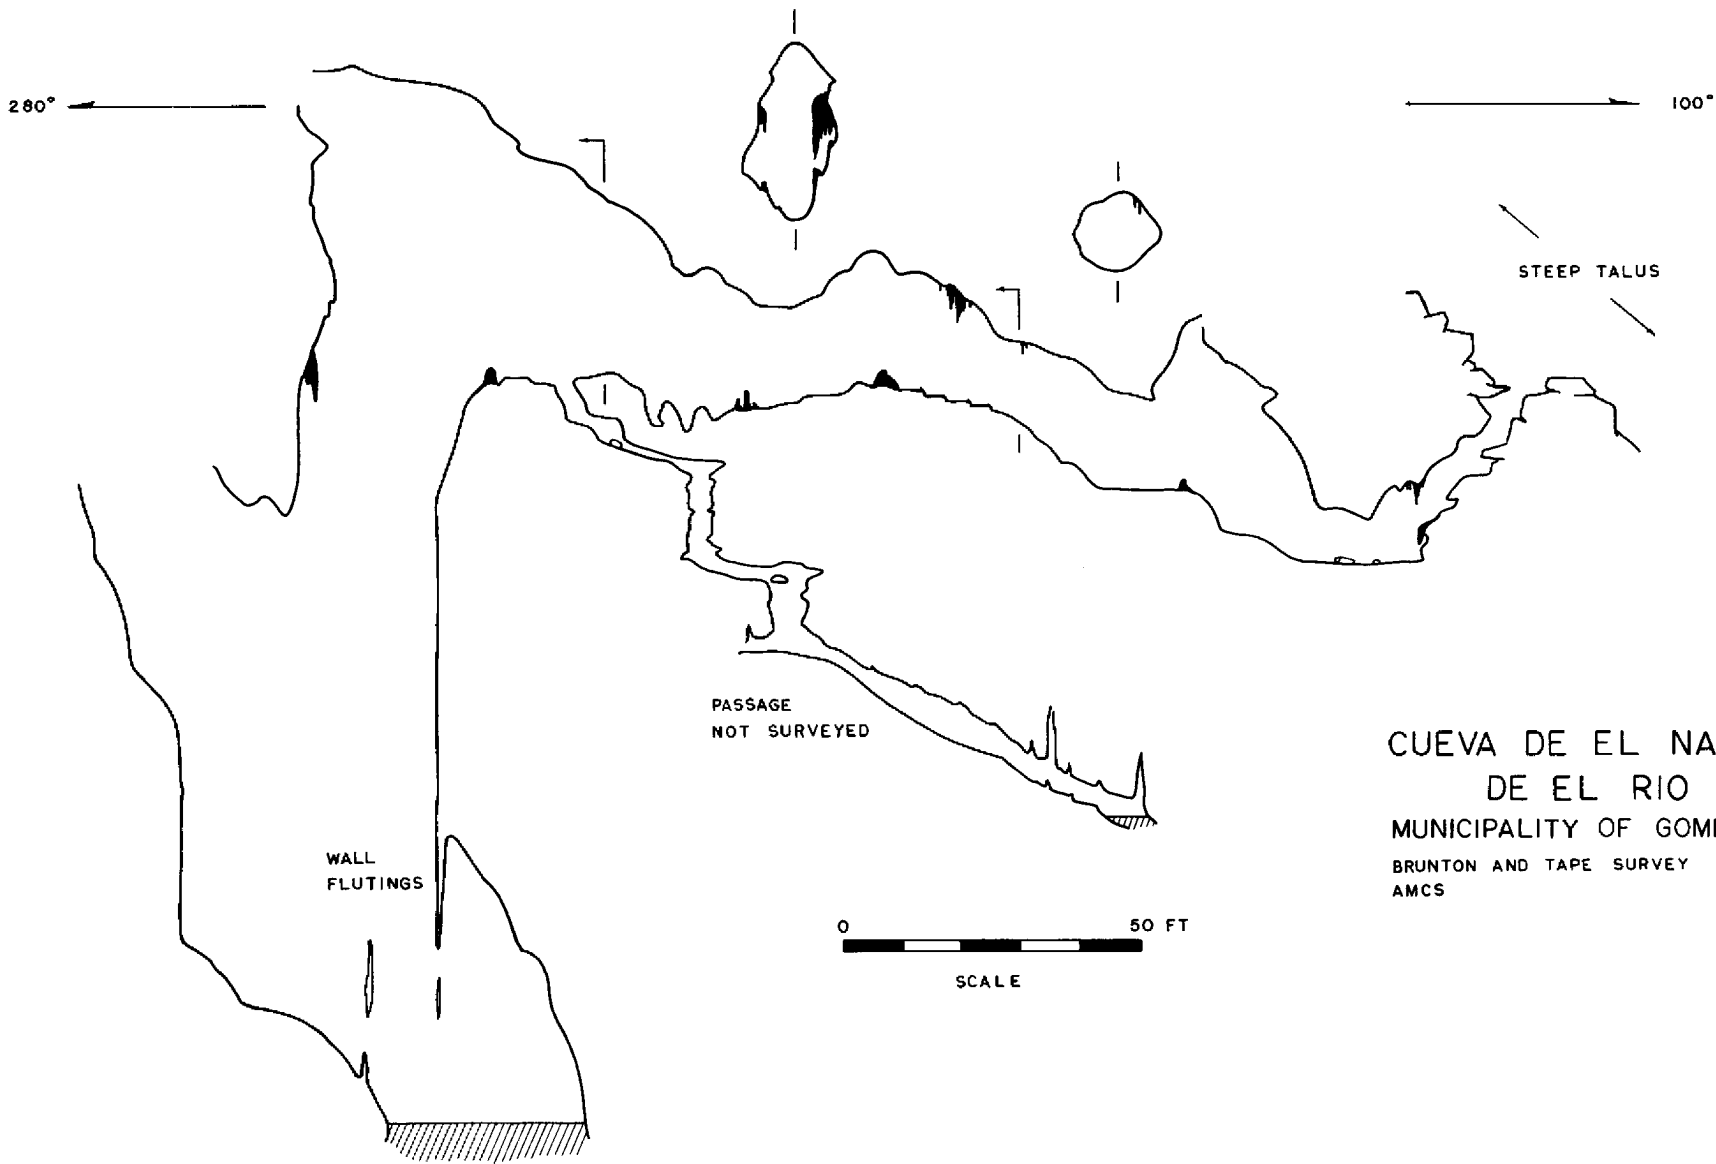 280°
100°
STEEP TALUS
PASSAGE
NOT SURVEYED
CUEVA DE EL NA
DE EL RIO
MUNICIPALITY OF GOM
BRUNTON AND TAPE SURVEY
AMCS
WALL
FLUTINGS
0 50 FT
SCALE